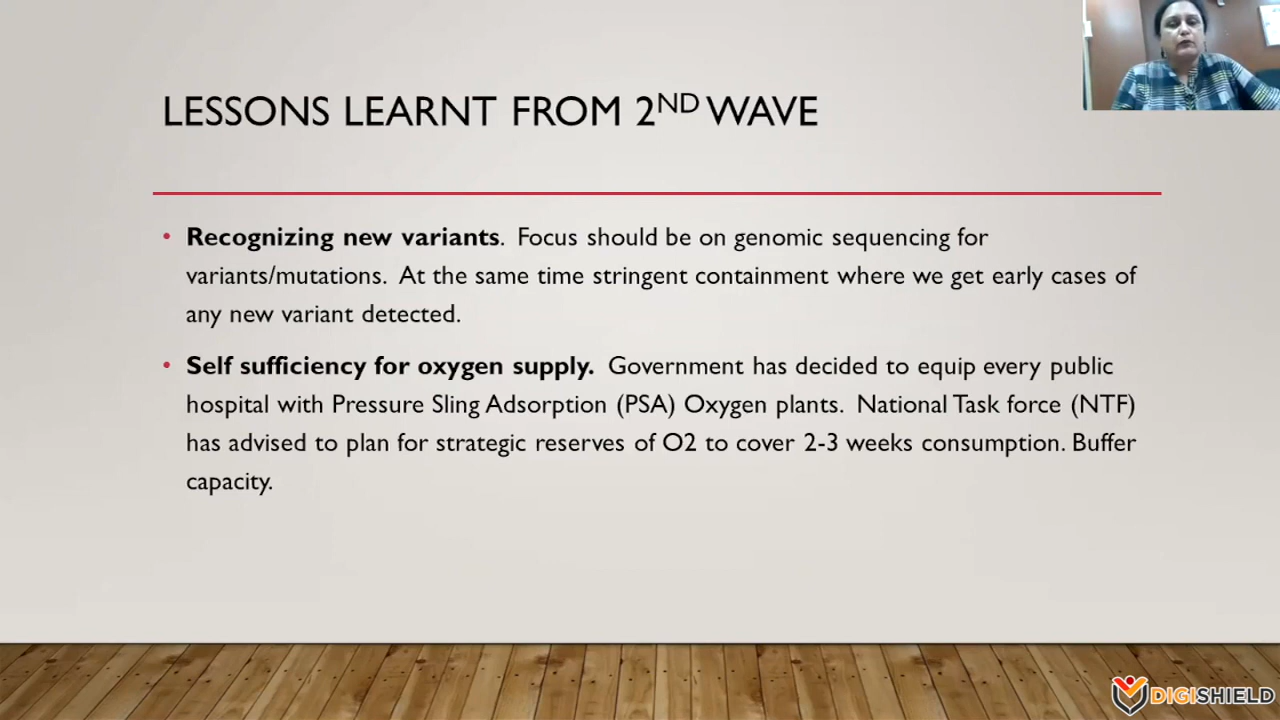 LESSONS LEARNT FROM 2ND WAVE
• Recognizing new variants. Focus should be on genomic sequencing for
variants/mutations. At the same time stringent containment where we get early cases of
any new variant detected.
• Self sufficiency for oxygen supply. Government has decided to equip every public
hospital with Pressure Sling Adsorption (PSA) Oxygen plants. National Task force (NTF)
has advised to plan for strategic reserves of O2 to cover 2-3 weeks consumption. Buffer
capacity.
DIGISHIELD